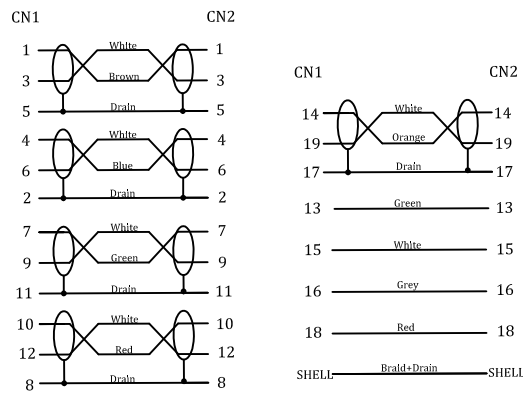 CN1 CN2
1 White 1
3 Brown 3
5 Drain 5
4 White 4
6 Blue 6
2 Drain 2
7 White 7
9 Green 9
11 Drain 11
10 White 10
12 Red 12
8 Drain 8
CN1 CN2
14 White 14
19 Orange 19
17 Drain 17
13 Green 13
15 White 15
16 Grey 16
18 Red 18
SHELL Braid+Drain SHELL